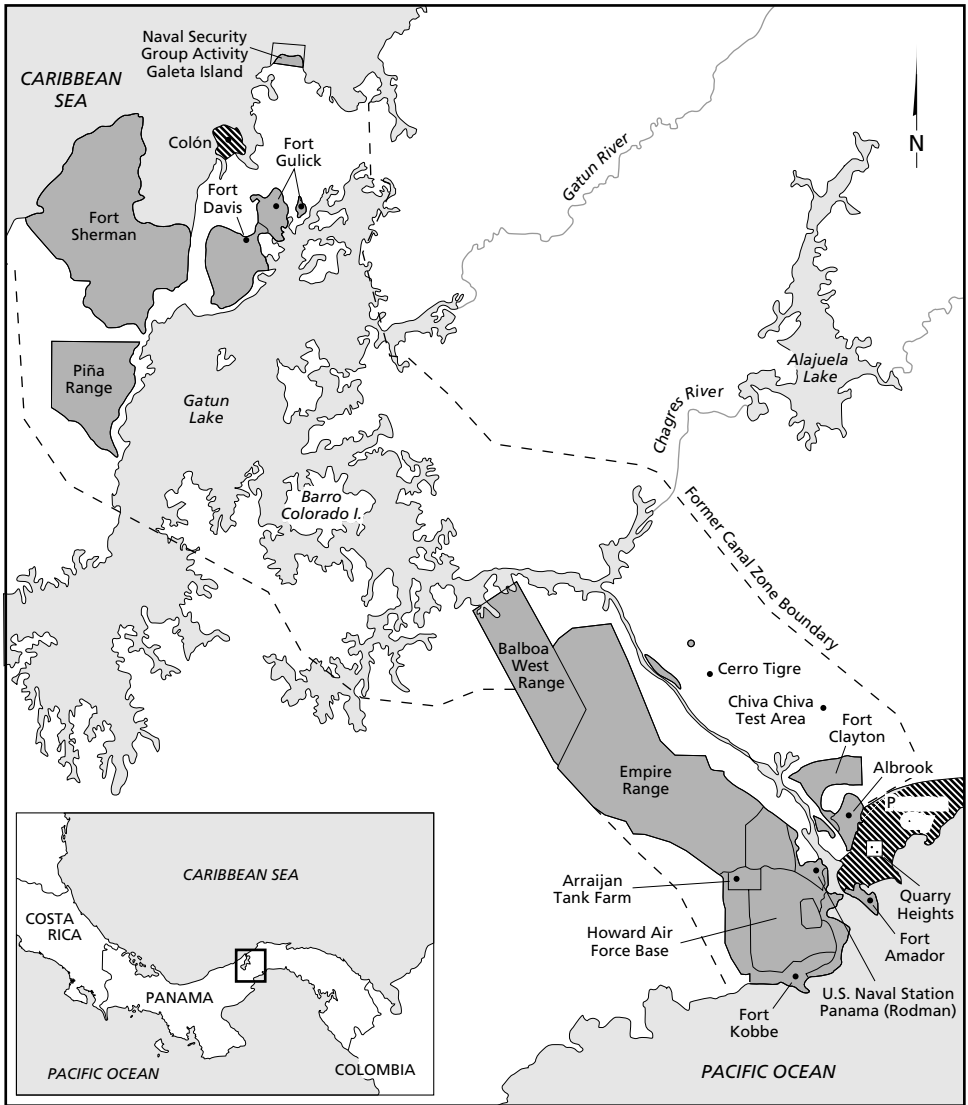 Naval Security
Group Activity
Galeta Island
CARIBBEAN
SEA
Colón
Fort
Gulick
Fort
Davis
Fort
Sherman
Gatun River
N
Piña
Range
Gatun
Lake
Alajuela
Lake
Chagres River
Barro
Colorado I.
Former Canal Zone Boundary
Balboa
West
Range
Cerro Tigre
Chiva Chiva
Test Area
Fort
Clayton
Empire
Range
Albrook
P
Arraijan
Tank Farm
Quarry
Heights
Howard Air
Force Base
Fort
Amador
U.S. Naval Station
Panama (Rodman)
Fort
Kobbe
PACIFIC OCEAN
CARIBBEAN SEA
COSTA
RICA
PANAMA
COLOMBIA
PACIFIC OCEAN